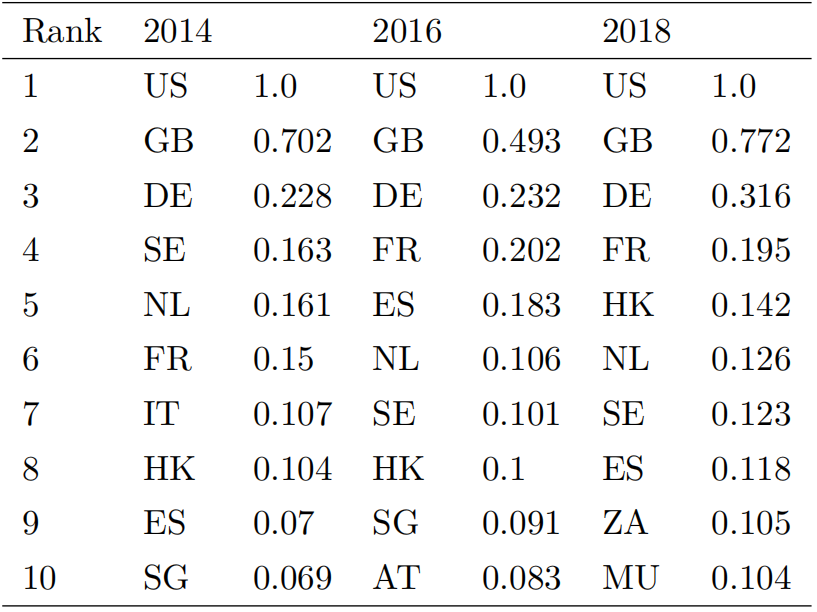 Rank 2014 2016 2018
1 US 1.0 US 1.0 US 1.0
2 GB 0.702 GB 0.493 GB 0.772
3 DE 0.228 DE 0.232 DE 0.316
4 SE 0.163 FR 0.202 FR 0.195
5 NL 0.161 ES 0.183 HK 0.142
6 FR 0.15 NL 0.106 NL 0.126
7 IT 0.107 SE 0.101 SE 0.123
8 HK 0.104 HK 0.1 ES 0.118
9 ES 0.07 SG 0.091 ZA 0.105
10 SG 0.069 AT 0.083 MU 0.104